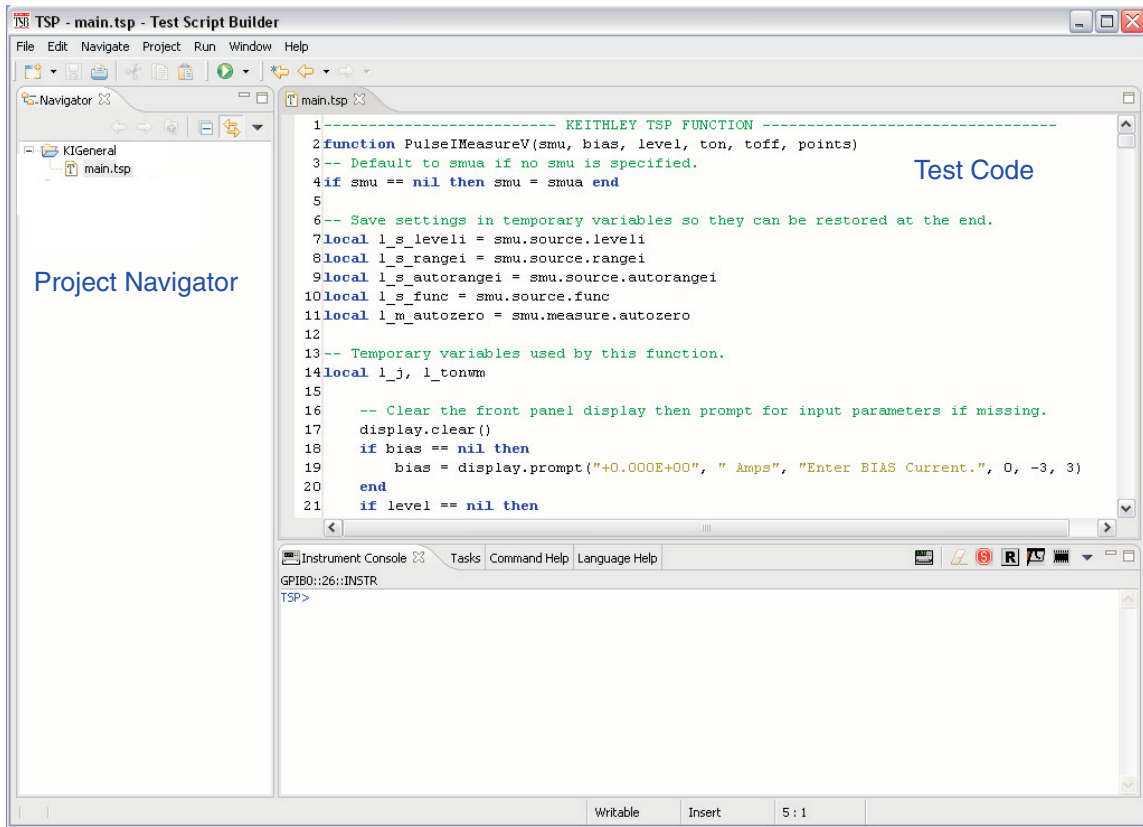 TSP - main.tsp - Test Script Builder
File Edit Navigate Project Run Window Help
Navigator
KIGeneral
main.tsp
Project Navigator
main.tsp
Test Code
1-------------------------- KEITHLEY TSP FUNCTION ---------------------------------
2function PulseIMeasureV(smu, bias, level, ton, toff, points)
3-- Default to smua if no smu is specified.
4if smu == nil then smu = smua end
5
6-- Save settings in temporary variables so they can be restored at the end.
7local l_s_leveli = smu.source.leveli
8local l_s_rangei = smu.source.rangei
9local l_s_autorangei = smu.source.autorangei
10local l_s_func = smu.source.func
11local l_m_autozero = smu.measure.autozero
12
13-- Temporary variables used by this function.
14local l_j, l_tonwm
15
16    -- Clear the front panel display then prompt for input parameters if missing.
17    display.clear()
18    if bias == nil then
19        bias = display.prompt("+0.000E+00", " Amps", "Enter BIAS Current.", 0, -3, 3)
20    end
21    if level == nil then
Instrument Console Tasks Command Help Language Help
GPIB0::26::INSTR
TSP>
Writable Insert 5 : 1